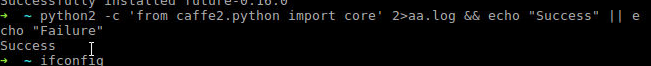 Successfully installed future-0.16.0
➜ ~ python2 -c 'from caffe2.python import core' 2>aa.log && echo "Success" || e
cho "Failure"
Success
➜ ~ ifconfig